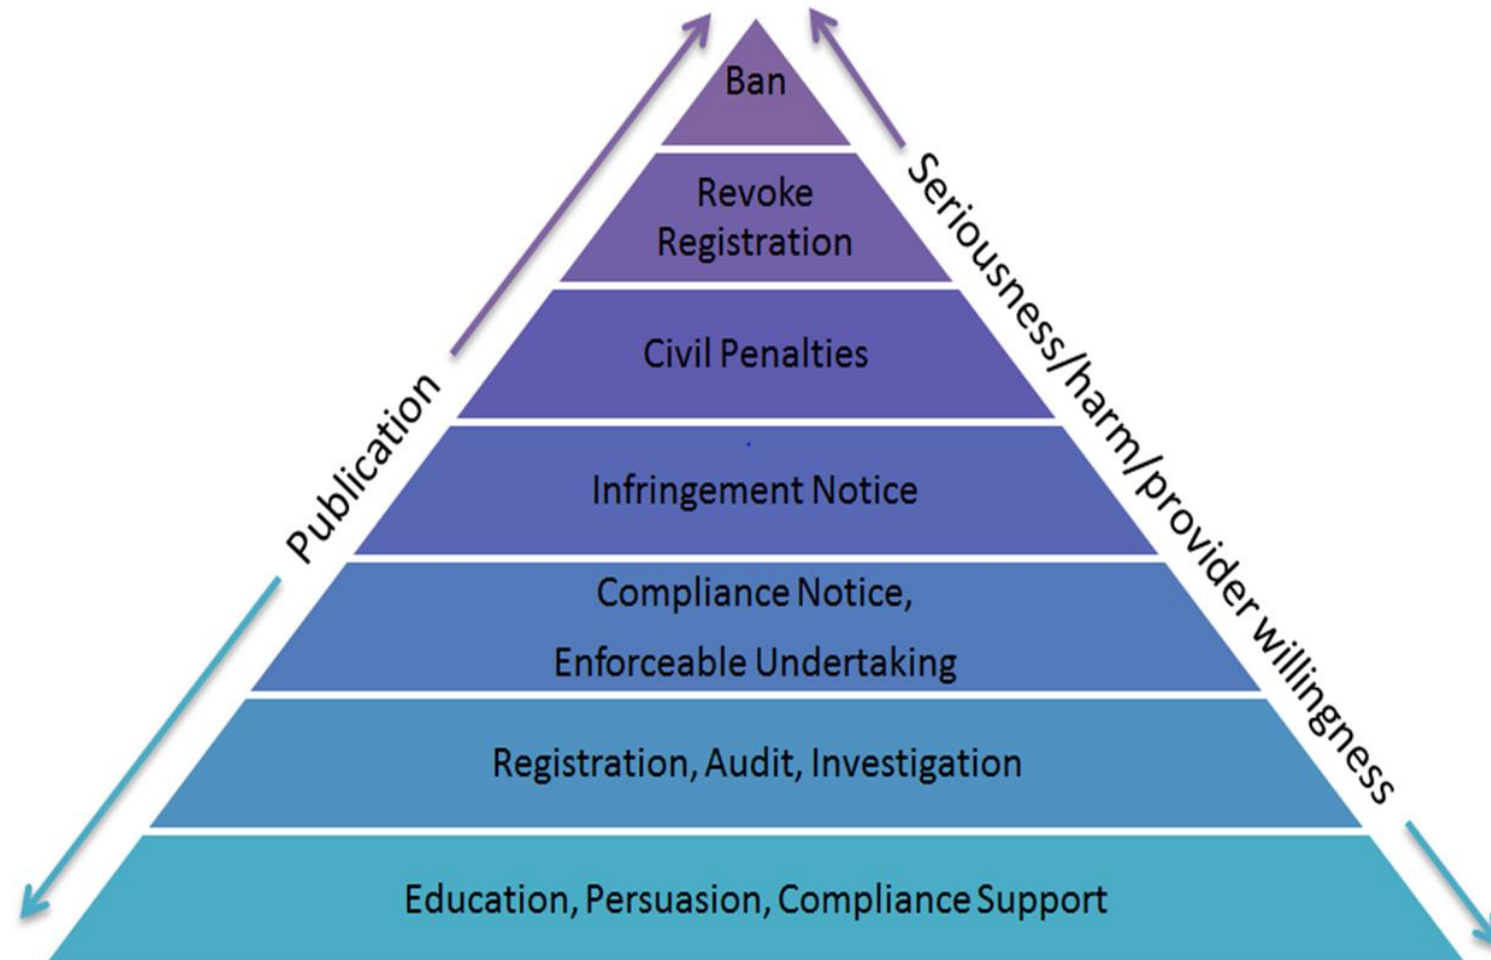 Ban
Revoke
Registration
Civil Penalties
Infringement Notice
Compliance Notice,
Enforceable Undertaking
Registration, Audit, Investigation
Education, Persuasion, Compliance Support
Publication
Seriousness/harm/provider willingness